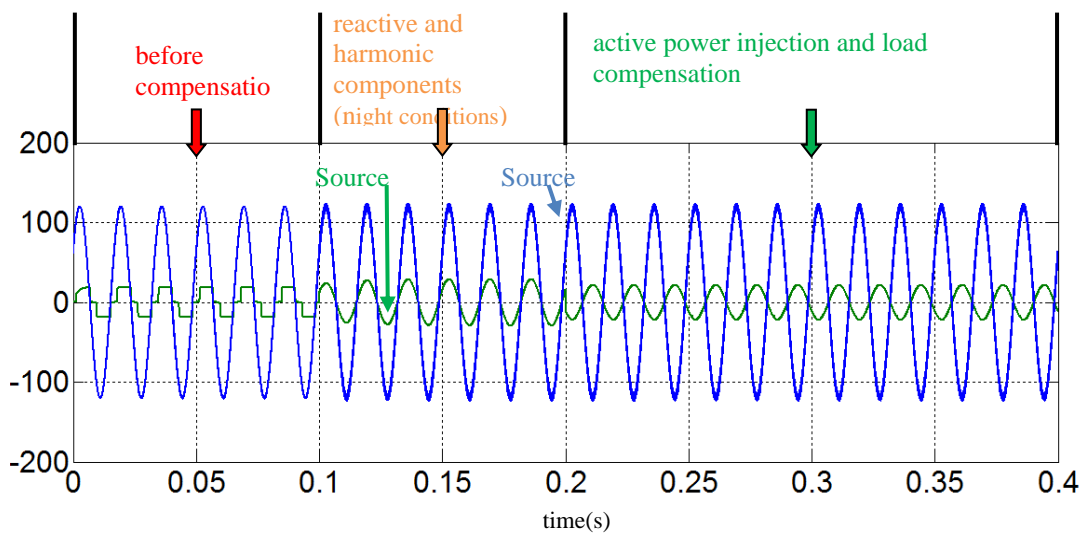 reactive and
harmonic
components
(night conditions)
before
compensatio
active power injection and load
compensation
Source
Source
200
100
0
-100
-200
0
0.05
0.1
0.15
0.2
0.25
0.3
0.35
0.4
time(s)